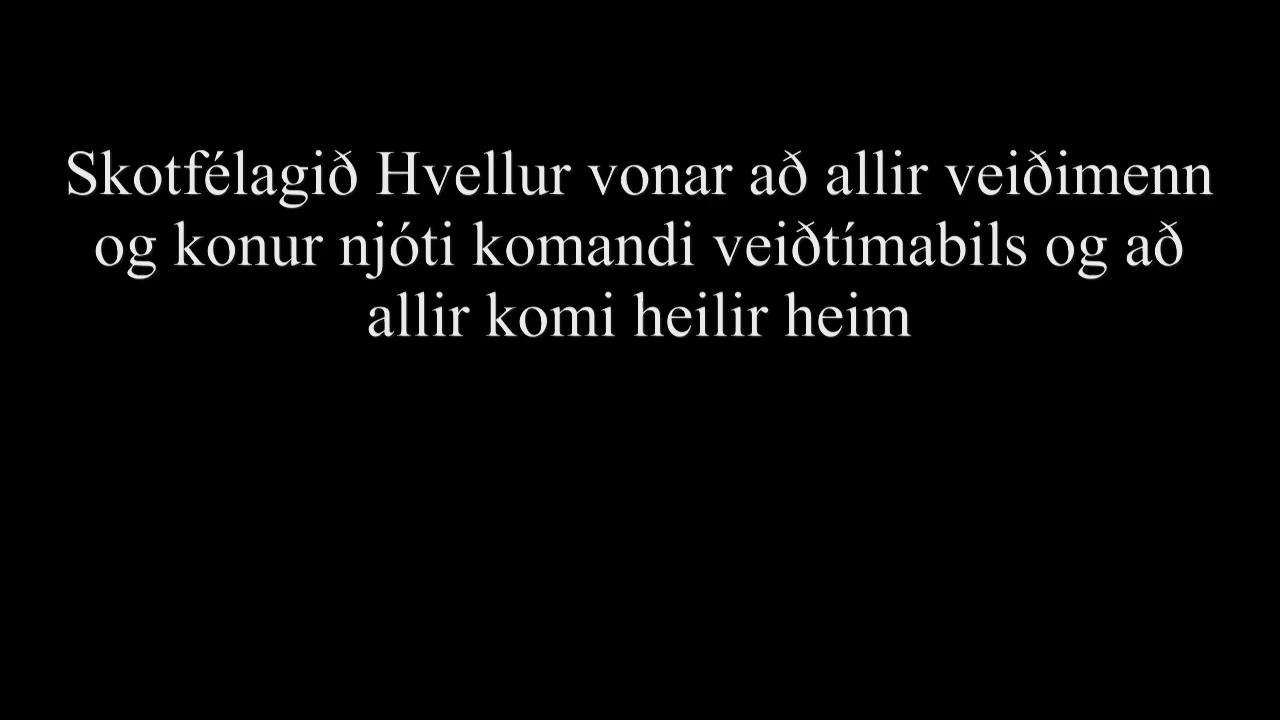 Skotfélagið Hvellur vonar að allir veiðimenn
og konur njóti komandi veiðtímabils og að
allir komi heilir heim